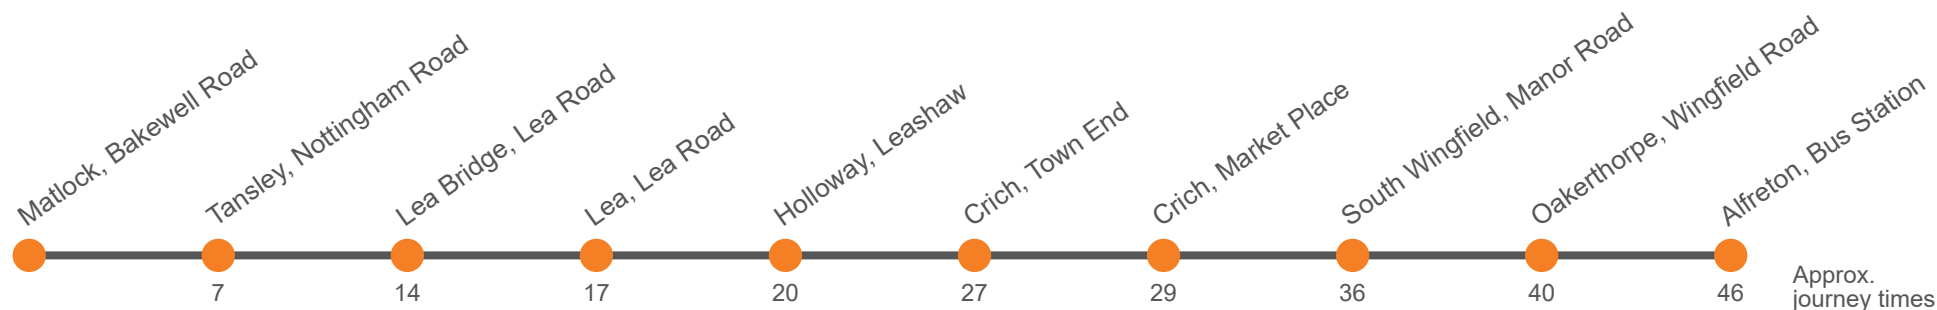 Matlock, Bakewell Road
Tansley, Nottingham Road
Lea Bridge, Lea Road
Lea, Lea Road
Holloway, Leashaw
Crich, Town End
Crich, Market Place
South Wingfield, Manor Road
Oakerthorpe, Wingfield Road
Alfreton, Bus Station
7
14
17
20
27
29
36
40
46
Approx.
journey times